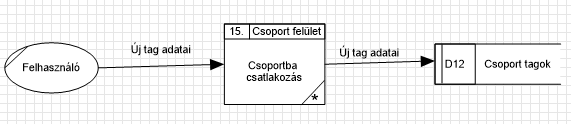 15. Csoport felület
Új tag adatai
Új tag adatai
Felhasználó
Csoportba
csatlakozás
D12 Csoport tagok
*